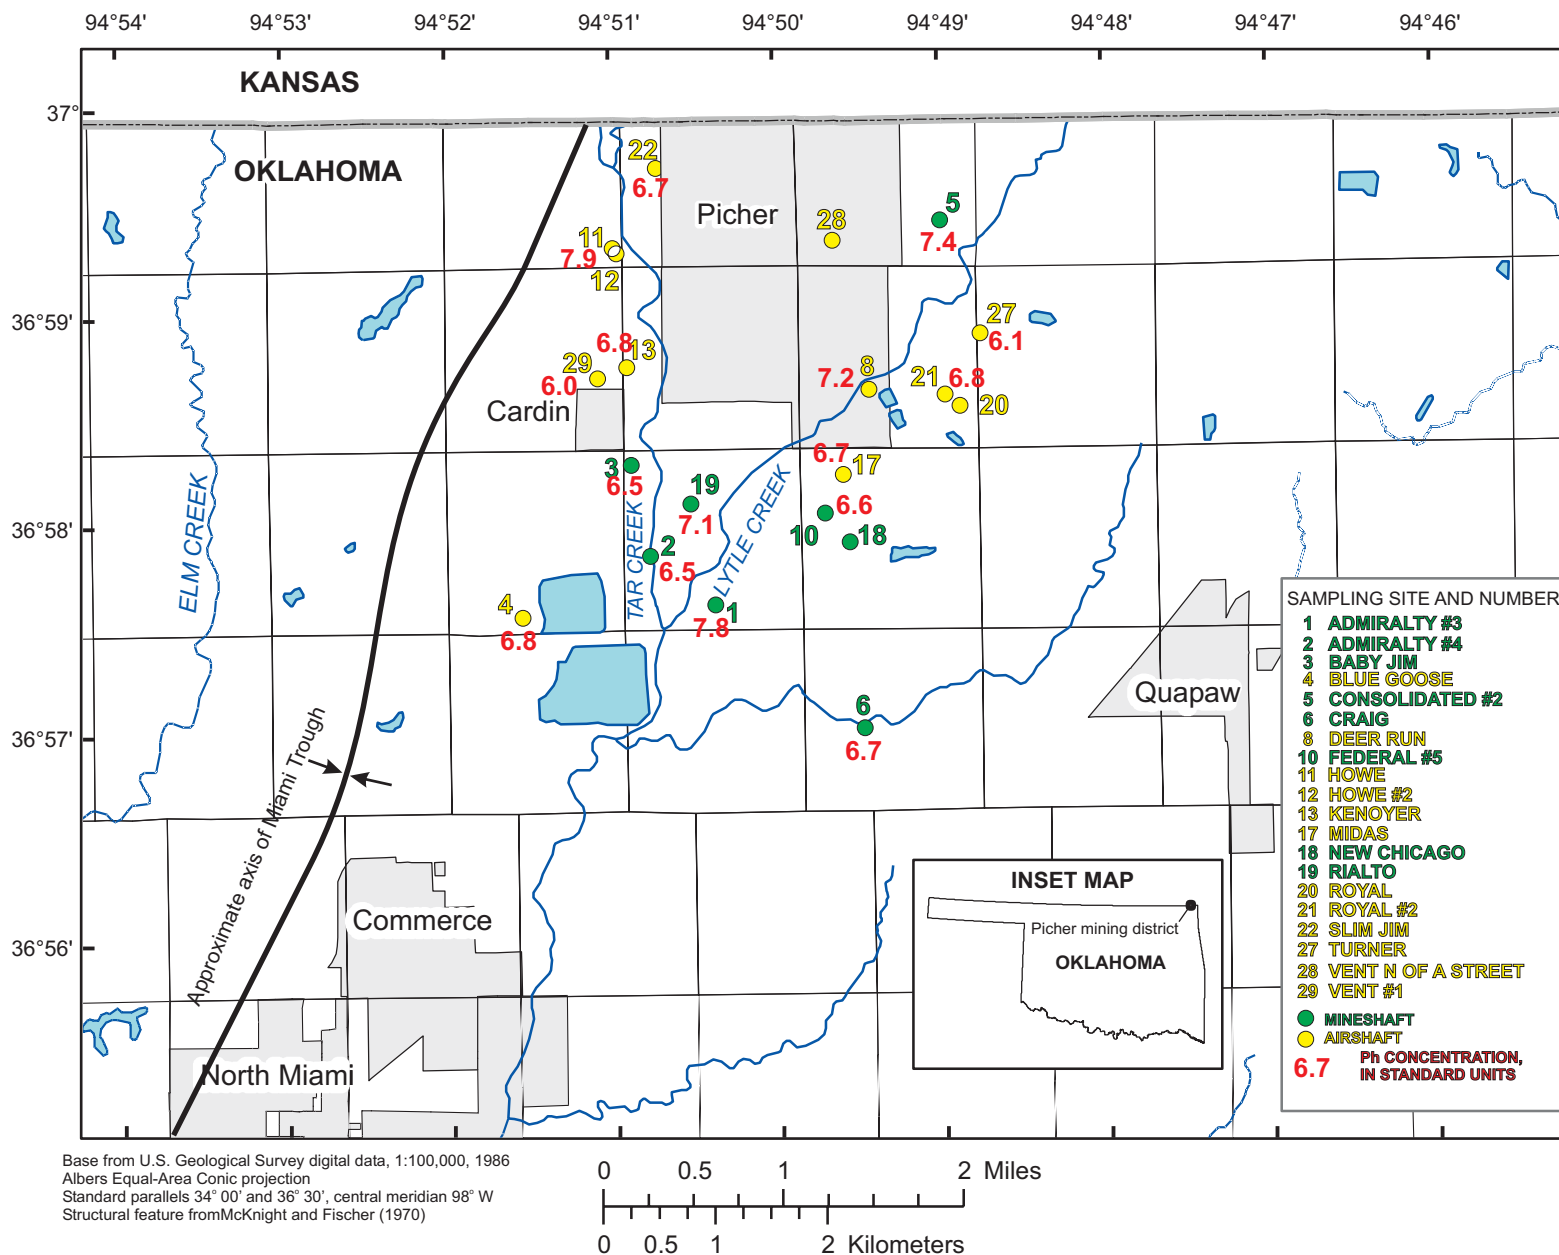 94°54'
94°53'
94°52'
94°51'
94°50'
94°49'
94°48'
94°47'
94°46'
KANSAS
37°
OKLAHOMA
22
6.7
Picher
5
7.4
28
11
7.9
12
36°59'
27
6.1
6.8
13
29
6.0
Cardin
7.2
8
21
6.8
20
3
6.5
19
7.1
6.7
17
6.6
10
18
36°58'
ELM CREEK
TAR CREEK
LYTLE CREEK
2
6.5
4
6.8
1
7.8
Quapaw
6
6.7
36°57'
Approximate axis of Miami Trough
Commerce
36°56'
North Miami
INSET MAP
Picher mining district
OKLAHOMA
SAMPLING SITE AND NUMBER
1 ADMIRALTY #3
2 ADMIRALTY #4
3 BABY JIM
4 BLUE GOOSE
5 CONSOLIDATED #2
6 CRAIG
8 DEER RUN
10 FEDERAL #5
11 HOWE
12 HOWE #2
13 KENOYER
17 MIDAS
18 NEW CHICAGO
19 RIALTO
20 ROYAL
21 ROYAL #2
22 SLIM JIM
27 TURNER
28 VENT N OF A STREET
29 VENT #1
MINESHAFT
AIRSHAFT
6.7 Ph CONCENTRATION,
IN STANDARD UNITS
Base from U.S. Geological Survey digital data, 1:100,000, 1986
Albers Equal-Area Conic projection
Standard parallels 34° 00' and 36° 30', central meridian 98° W
Structural feature fromMcKnight and Fischer (1970)
0 0.5 1 2 Miles
0 0.5 1 2 Kilometers